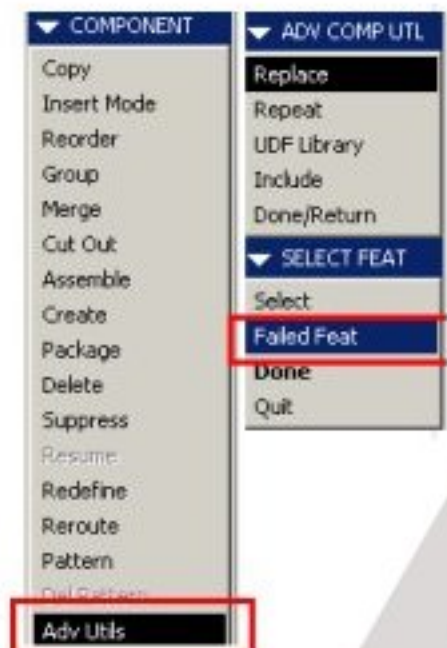 COMPONENT
Copy
Insert Mode
Reorder
Group
Merge
Cut Out
Assemble
Create
Package
Delete
Suppress
Resume
Redefine
Reroute
Pattern
Del Pattern
Adv Utils
ADV COMP UTL
Replace
Repeat
UDF Library
Include
Done/Return
SELECT FEAT
Select
Failed Feat
Done
Quit